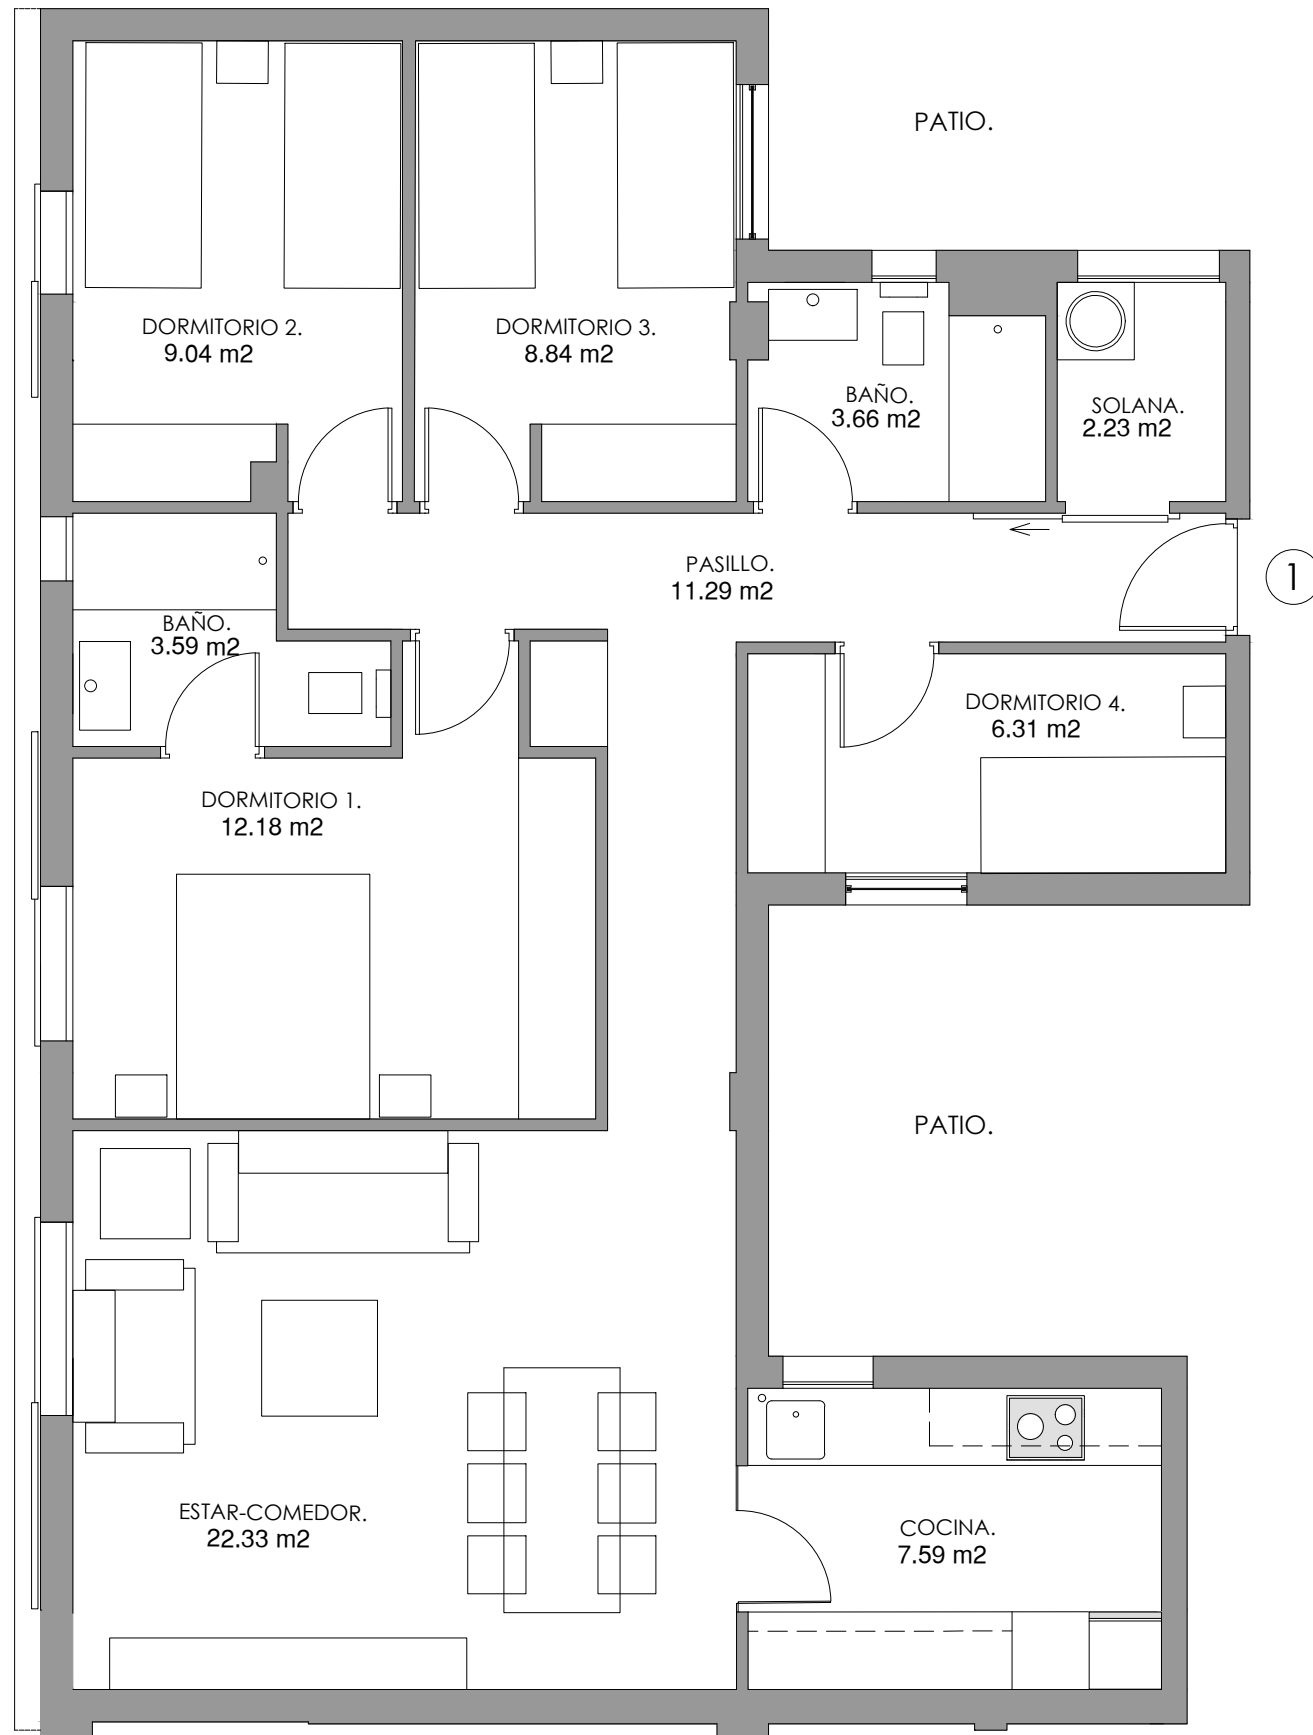 PATIO.
DORMITORIO 2.
9.04 m2
DORMITORIO 3.
8.84 m2
BAÑO.
3.66 m2
SOLANA.
2.23 m2
PASILLO.
11.29 m2
1
BAÑO.
3.59 m2
DORMITORIO 4.
6.31 m2
DORMITORIO 1.
12.18 m2
PATIO.
ESTAR-COMEDOR.
22.33 m2
COCINA.
7.59 m2